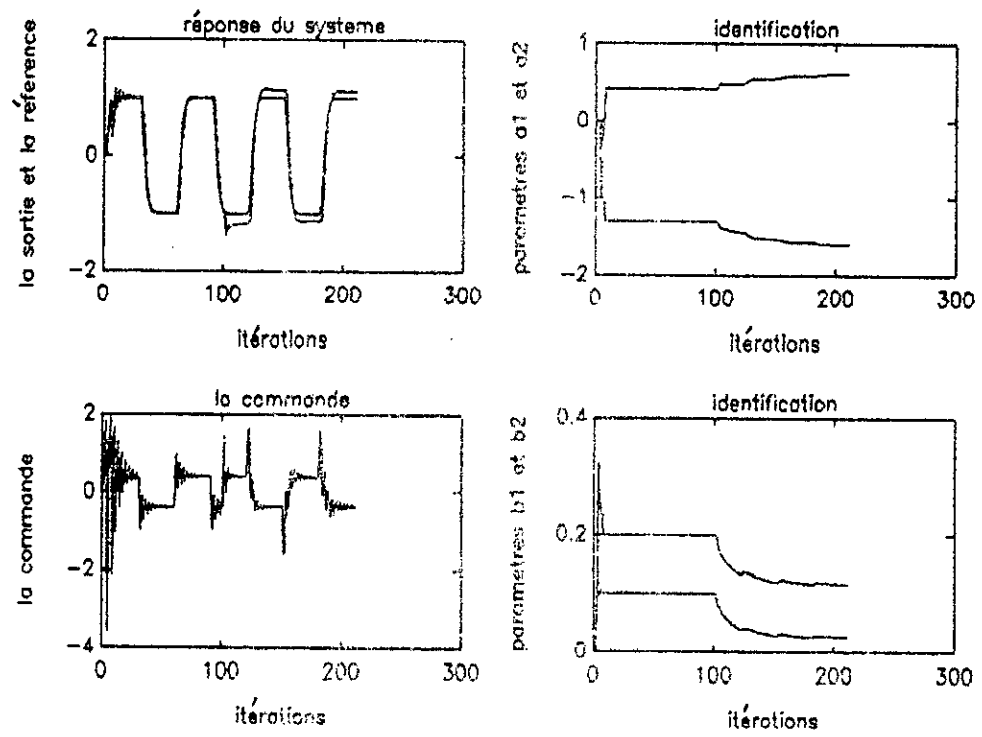 réponse du systeme
la sortie et la réference
2
0
-2
0
100
200
300
itérations
identification
parametres a1 et a2
1
0
-1
-2
0
100
200
300
itérations
la commande
la commande
2
0
-2
-4
0
100
200
300
itérations
identification
parametres b1 et b2
0.4
0.2
0
0
100
200
300
itérations